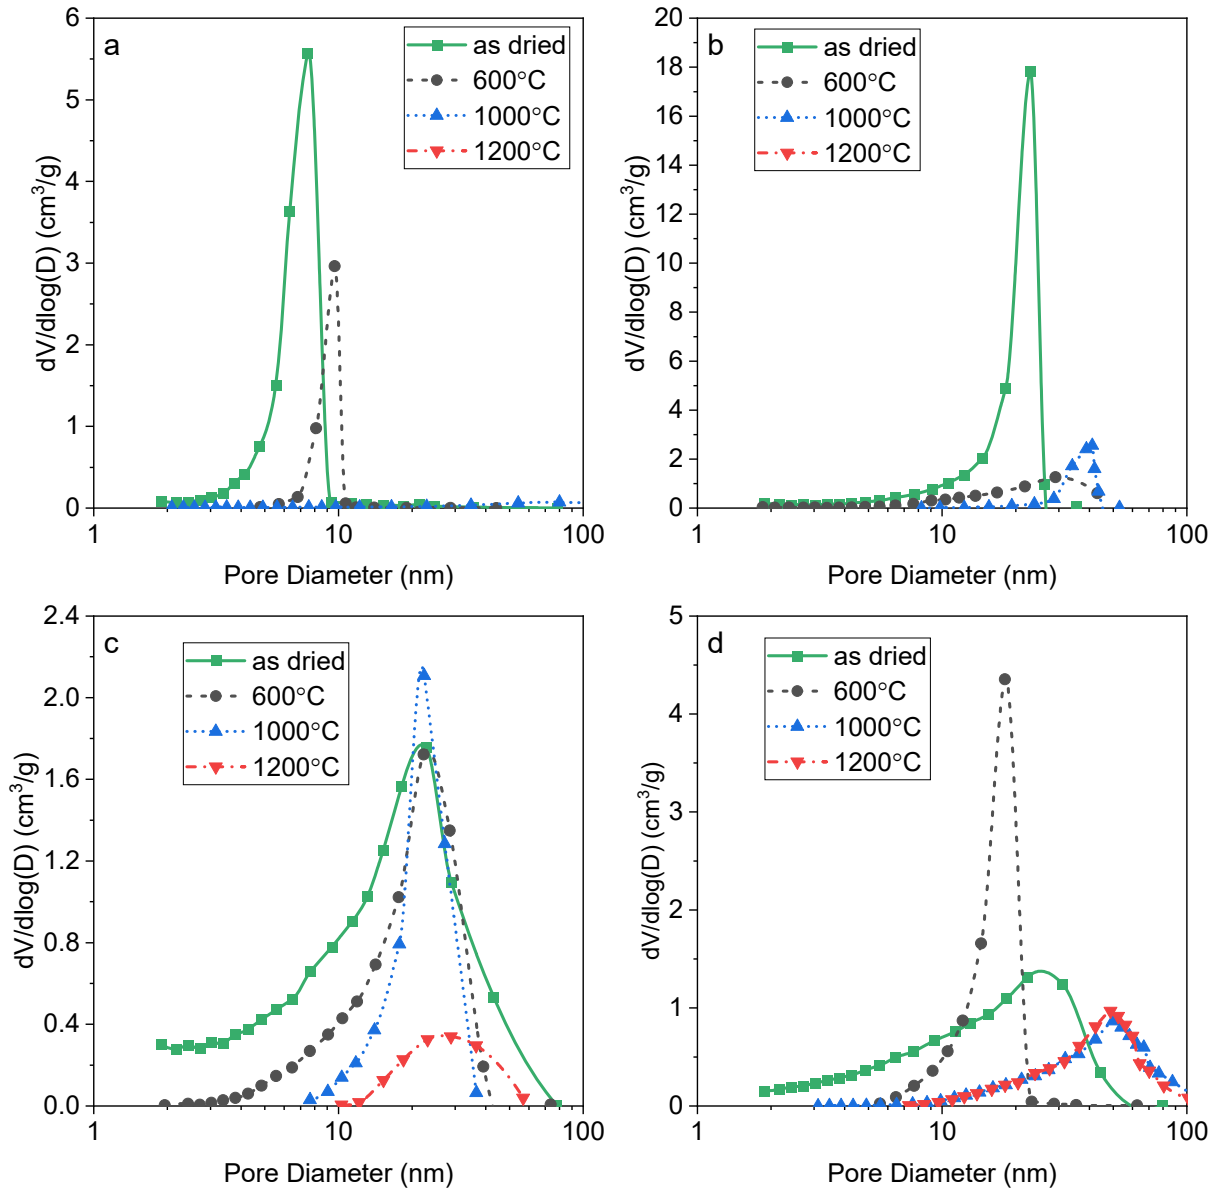 a
as dried
600°C
1000°C
1200°C
6
5
4
3
2
1
0
dV/dlog(D) (cm³/g)
1
10
100
Pore Diameter (nm)
b
as dried
600°C
1000°C
1200°C
20
18
16
14
12
10
8
6
4
2
0
dV/dlog(D) (cm³/g)
1
10
100
Pore Diameter (nm)
c
as dried
600°C
1000°C
1200°C
2.4
2.0
1.6
1.2
0.8
0.4
0.0
dV/dlog(D) (cm³/g)
1
10
100
Pore Diameter (nm)
d
as dried
600°C
1000°C
1200°C
5
4
3
2
1
0
dV/dlog(D) (cm³/g)
1
10
100
Pore Diameter (nm)